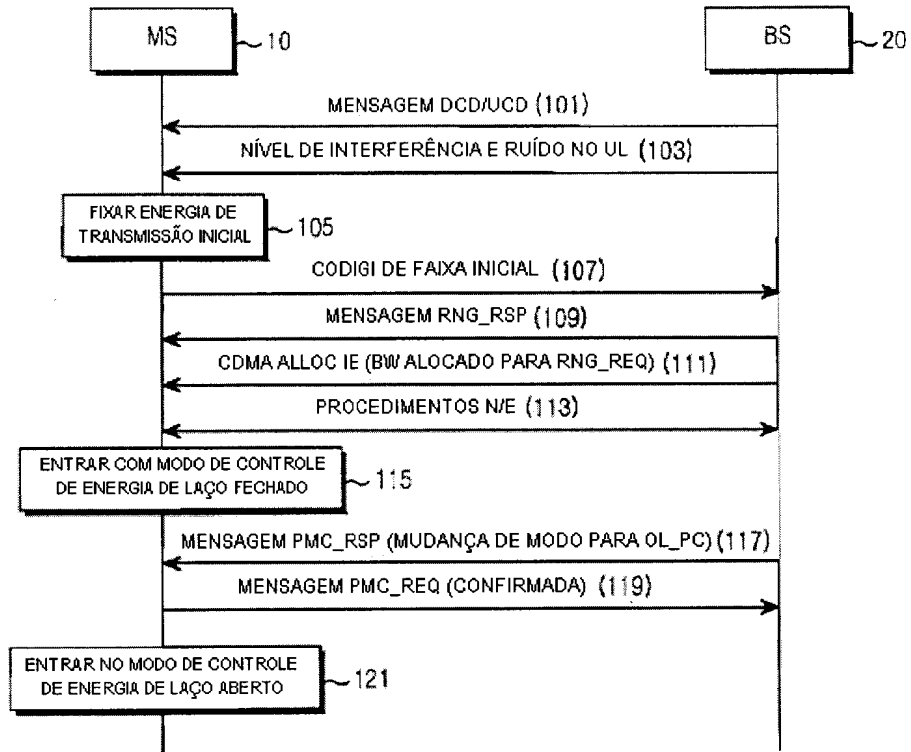 MS
10
BS
20
MENSAGEM DCD/UCD (101)
NÍVEL DE INTERFERÊNCIA E RUÍDO NO UL (103)
FIXAR ENERGIA DE
TRANSMISSÃO INICIAL
105
CODIGI DE FAIXA INICIAL (107)
MENSAGEM RNG_RSP (109)
CDMA ALLOC IE (BW ALOCADO PARA RNG_REQ) (111)
PROCEDIMENTOS N/E (113)
ENTRAR COM MODO DE CONTROLE
DE ENERGIA DE LAÇO FECHADO
115
MENSAGEM PMC_RSP (MUDANÇA DE MODO PARA OL_PC) (117)
MENSAGEM PMC_REQ (CONFIRMADA) (119)
ENTRAR NO MODO DE CONTROLE
DE ENERGIA DE LAÇO ABERTO
121